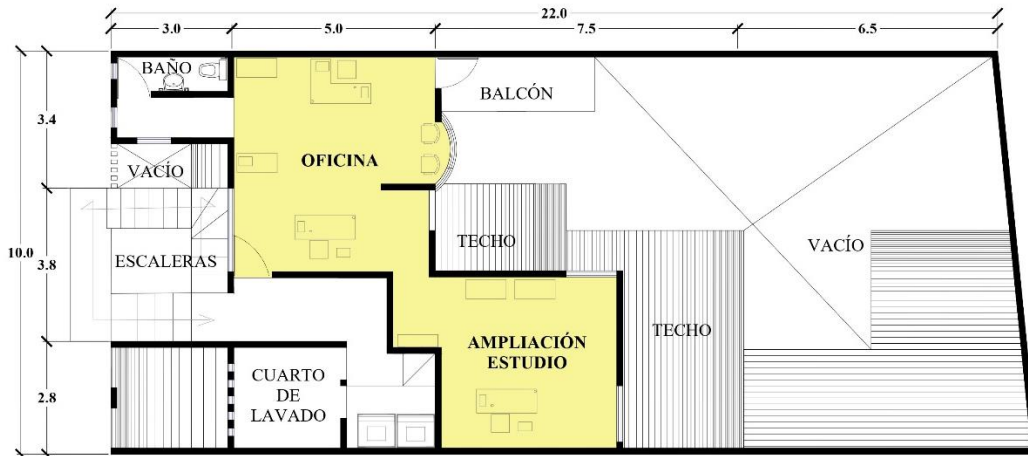 22.0
3.0
5.0
7.5
6.5
BAÑO
BALCÓN
3.4
OFICINA
VACÍO
10.0
ESCALERAS
TECHO
VACÍO
3.8
AMPLIACIÓN
ESTUDIO
TECHO
2.8
CUARTO
DE
LAVADO